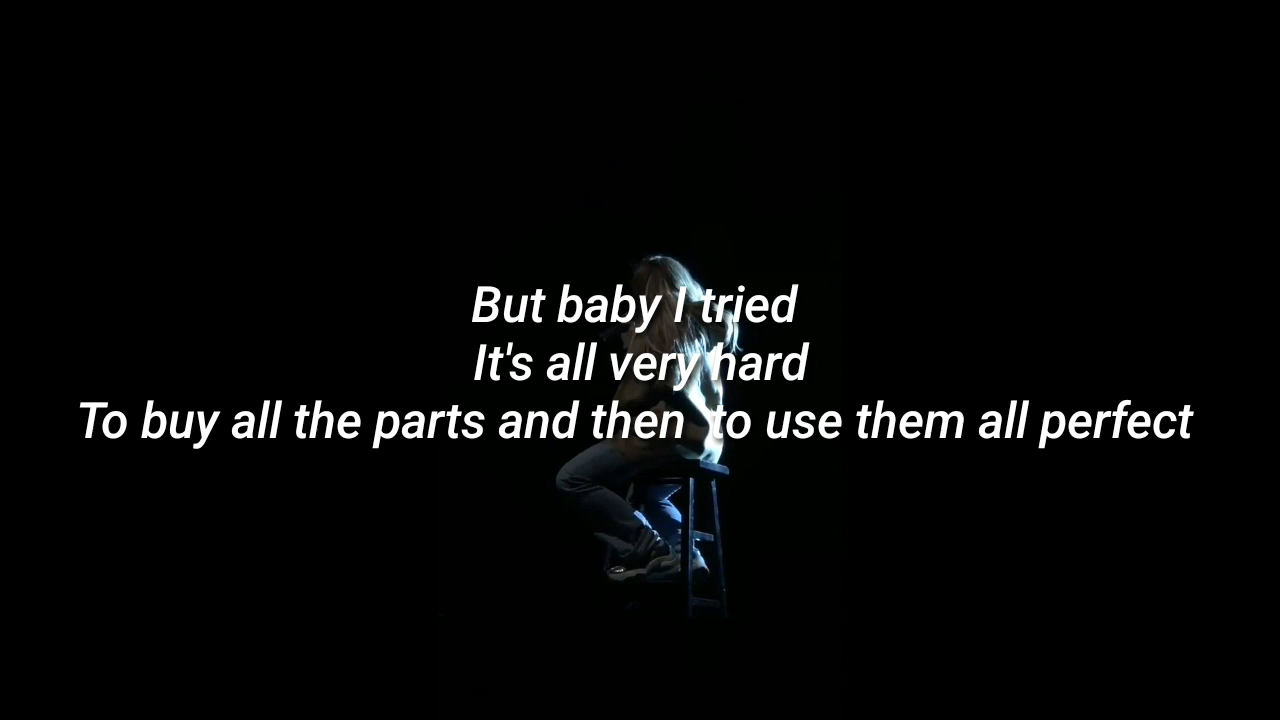 But baby I tried
It's all very hard
To buy all the parts and then  to use them all perfect